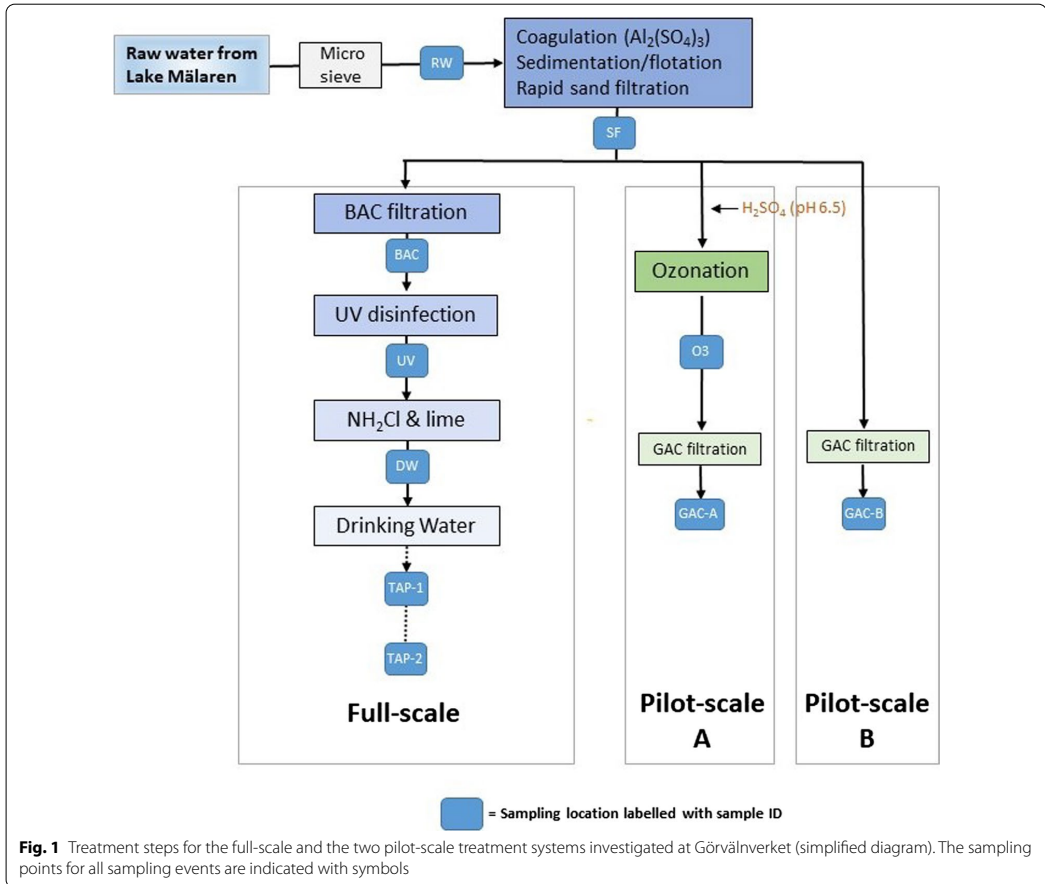 Raw water from
Lake Mälaren
Micro
sieve
RW
Coagulation (Al₂(SO₄)₃)
Sedimentation/flotation
Rapid sand filtration
SF
BAC filtration
BAC
UV disinfection
UV
NH₂Cl & lime
DW
Drinking Water
TAP-1
TAP-2
Full-scale
H₂SO₄ (pH 6.5)
Ozonation
O3
GAC filtration
GAC-A
Pilot-scale
A
GAC filtration
GAC-B
Pilot-scale
B
= Sampling location labelled with sample ID
Fig. 1 Treatment steps for the full-scale and the two pilot-scale treatment systems investigated at Görvälnverket (simplified diagram). The sampling
points for all sampling events are indicated with symbols